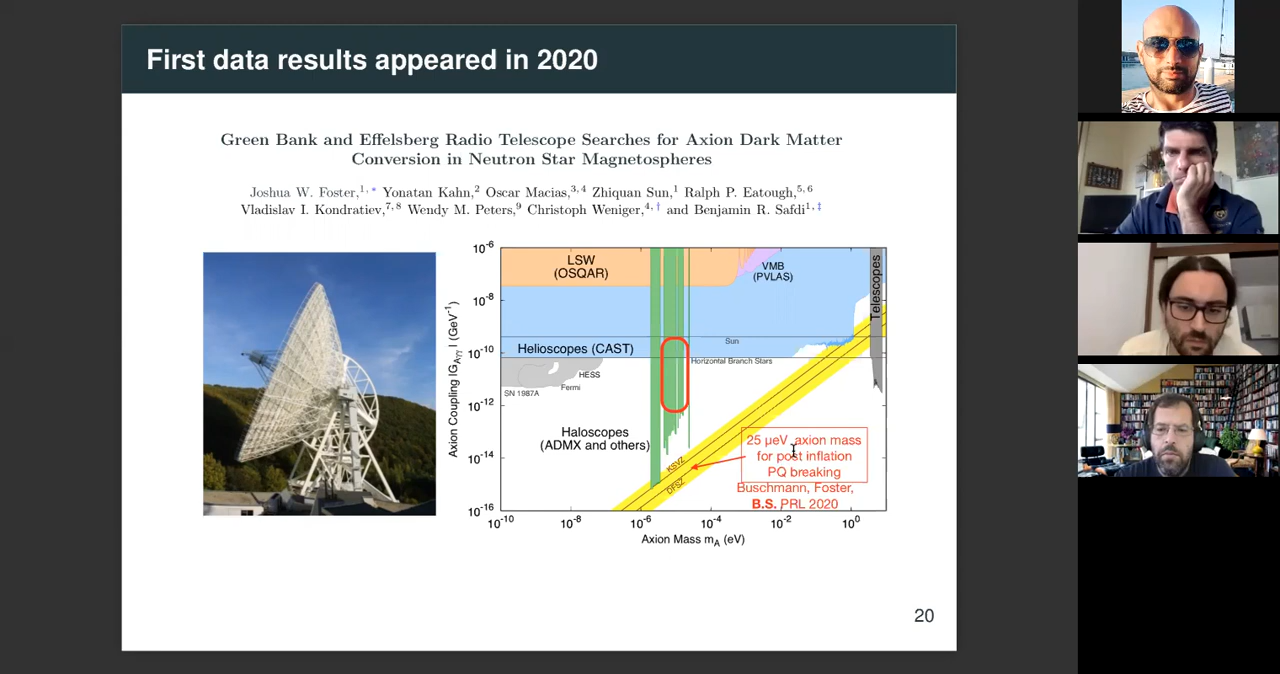 First data results appeared in 2020
Green Bank and Effelsberg Radio Telescope Searches for Axion Dark Matter
Conversion in Neutron Star Magnetospheres
Joshua W. Foster,1, * Yonatan Kahn,2 Oscar Macias,3, 4 Zhiquan Sun,1 Ralph P. Eatough,5, 6
Vladislav I. Kondratiev,7, 8 Wendy M. Peters,9 Christoph Weniger,4, † and Benjamin R. Safdi1, ‡
10-6
10-8
10-10
10-12
10-14
10-16
Axion Coupling |GAγγ | (GeV-1)
LSW
(OSQAR)
VMB
(PVLAS)
Telescopes
Helioscopes (CAST)
Sun
Horizontal Branch Stars
HESS
Fermi
SN 1987A
Haloscopes
(ADMX and others)
KSVZ
DFSZ
25 μeV axion mass
for post inflation
PQ breaking
Buschmann, Foster,
B.S. PRL 2020
10-10 10-8 10-6 10-4 10-2 100
Axion Mass mA (eV)
20